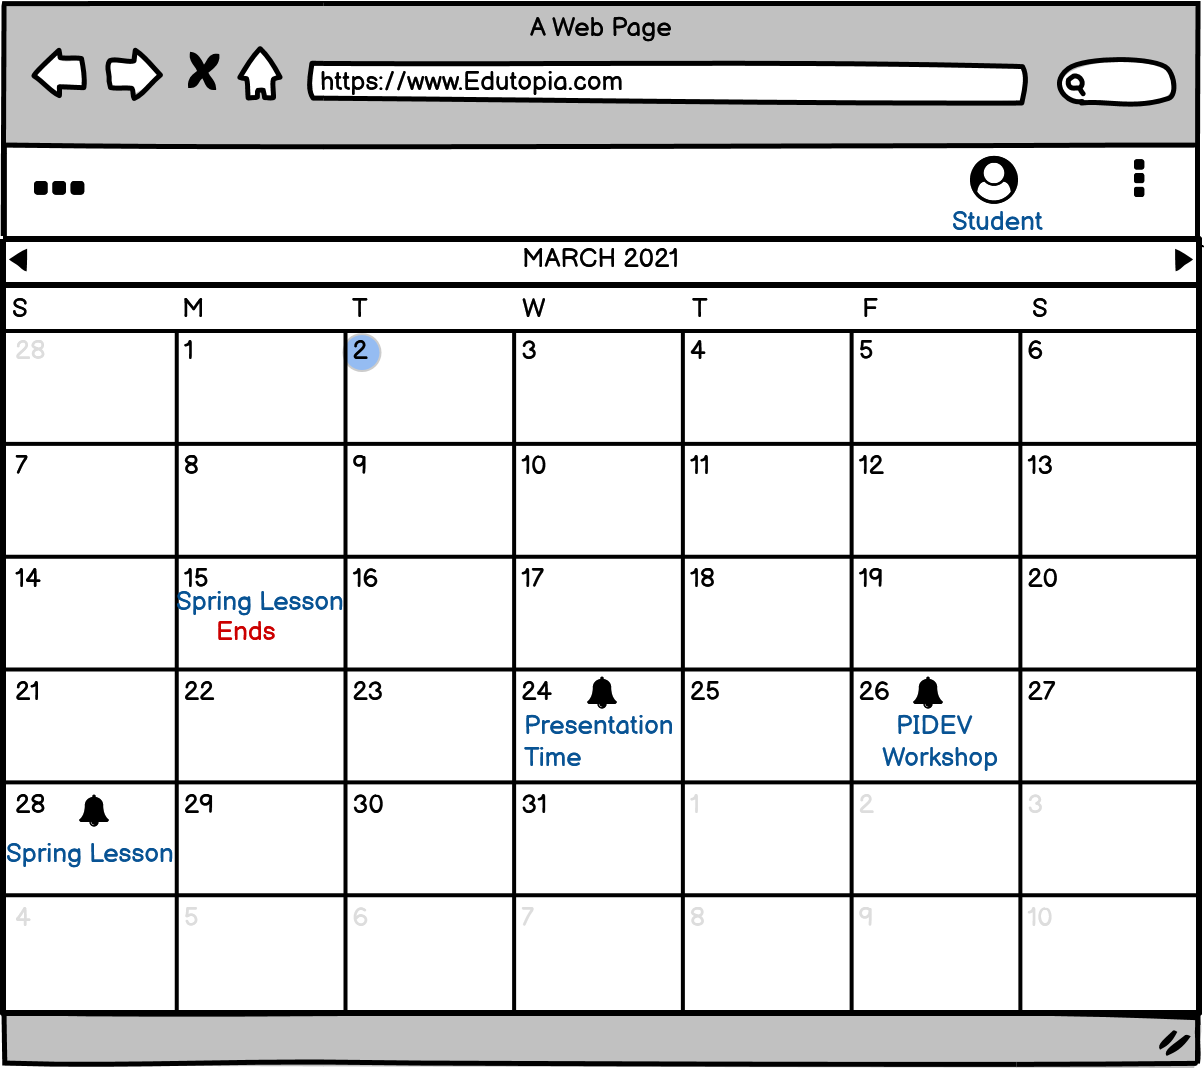 A Web Page
https://www.Edutopia.com
Student
MARCH 2021
S M T W T F S
28 1 2 3 4 5 6
7 8 9 10 11 12 13
14 15 16 17 18 19 20
Spring Lesson
Ends
21 22 23 24 25 26 27
Presentation PIDEV
Time Workshop
28 29 30 31 1 2 3
Spring Lesson
4 5 6 7 8 9 10